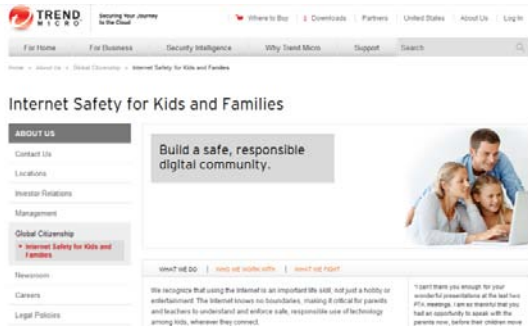 TREND MICRO
Securing Your Journey to the Cloud
Where to Buy | Downloads | Partners | United States | About Us | Log In
For Home
For Business
Security Intelligence
Why Trend Micro
Support
Search
Home > About Us > Global Citizenship > Internet Safety for Kids and Families
Internet Safety for Kids and Families
ABOUT US
Contact Us
Locations
Investor Relations
Management
Global Citizenship
Internet Safety for Kids and Families
Newsroom
Careers
Legal Policies
Build a safe, responsible
digital community.
WHAT WE DO | WHO WE WORK WITH | WHAT WE FIGHT
We recognize that using the Internet is an important life skill, not just a hobby or
entertainment. The Internet knows no boundaries, making it critical for parents
and teachers to understand and enforce safe, responsible use of technology
among kids, wherever they connect.
"I can't thank you enough for your
wonderful presentations at the last two
PTA meetings. I am so thankful that you
had an opportunity to speak with the
parents now, before their children move